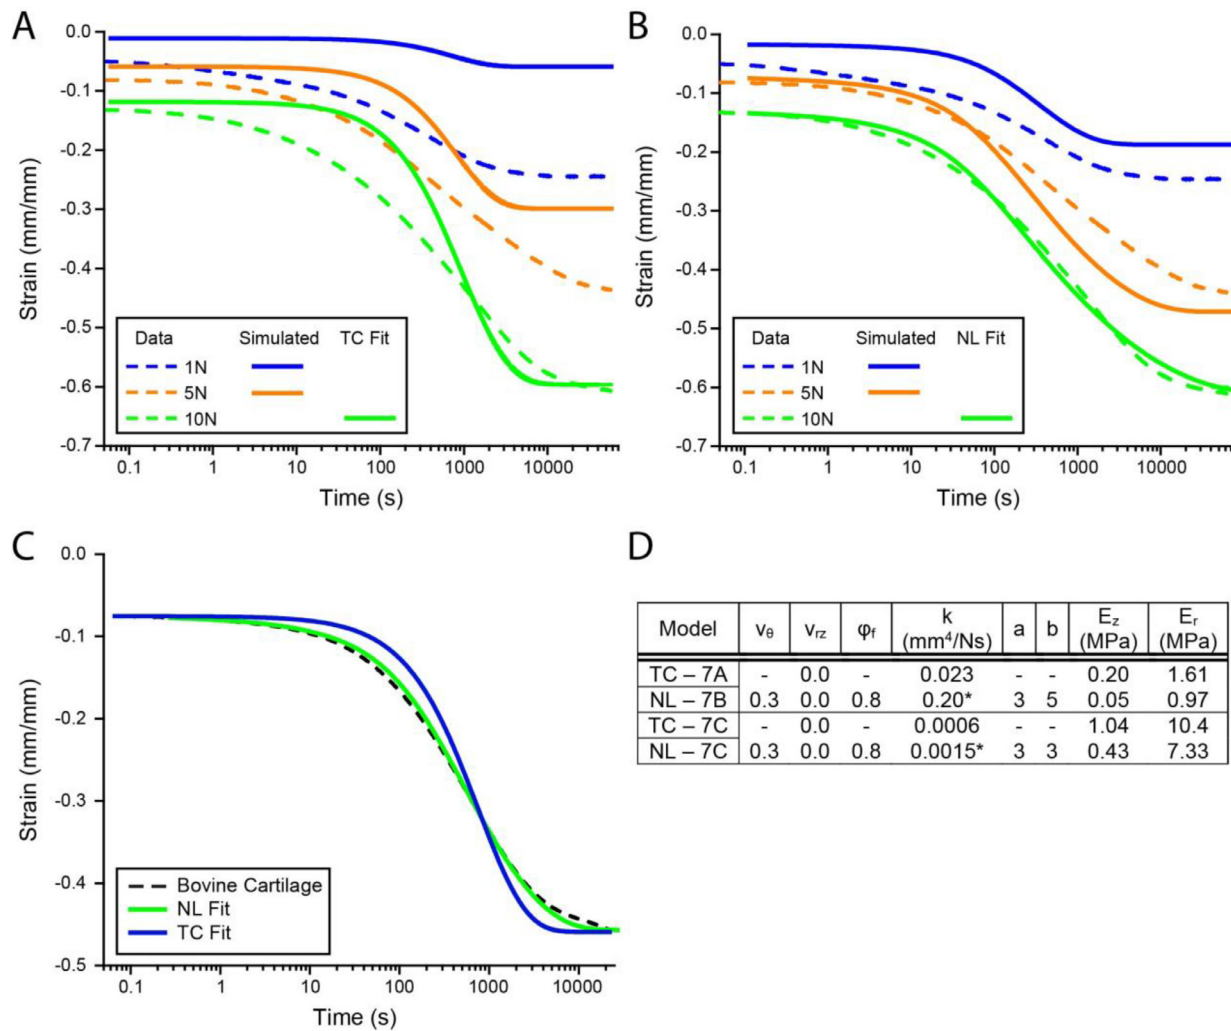 A
0.0
-0.1
-0.2
-0.3
-0.4
-0.5
-0.6
-0.7
Strain (mm/mm)
Data Simulated TC Fit
1N
5N
10N
0.1 1 10 100 1000 10000
Time (s)
B
0.0
-0.1
-0.2
-0.3
-0.4
-0.5
-0.6
-0.7
Strain (mm/mm)
Data Simulated NL Fit
1N
5N
10N
0.1 1 10 100 1000 10000
Time (s)
C
0.0
-0.1
-0.2
-0.3
-0.4
-0.5
Strain (mm/mm)
Bovine Cartilage
NL Fit
TC Fit
0.1 1 10 100 1000 10000
Time (s)
D
Model vθ vrz φf k (mm⁴/Ns) a b Ez (MPa) Er (MPa)
TC – 7A - 0.0 - 0.023 - - 0.20 1.61
NL – 7B 0.3 0.0 0.8 0.20* 3 5 0.05 0.97
TC – 7C - 0.0 - 0.0006 - - 1.04 10.4
NL – 7C 0.3 0.0 0.8 0.0015* 3 3 0.43 7.33